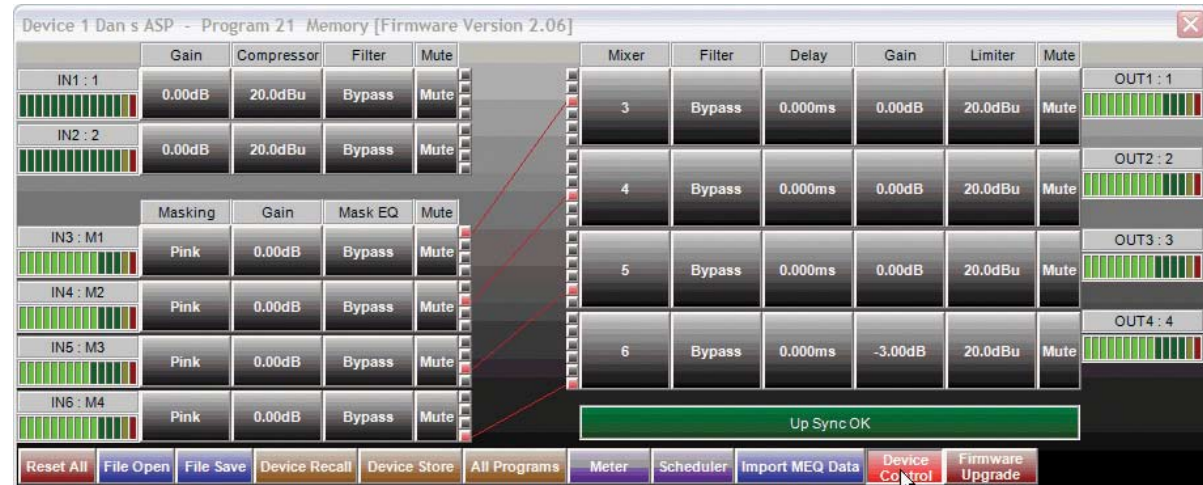 Device 1 Dan s ASP - Program 21 Memory [Firmware Version 2.06]
Gain Compressor Filter Mute Mixer Filter Delay Gain Limiter Mute
IN1 : 1 0.00dB 20.0dBu Bypass Mute
3 Bypass 0.000ms 0.00dB 20.0dBu Mute OUT1 : 1
IN2 : 2 0.00dB 20.0dBu Bypass Mute
4 Bypass 0.000ms 0.00dB 20.0dBu Mute OUT2 : 2
Masking Gain Mask EQ Mute
IN3 : M1 Pink 0.00dB Bypass Mute
5 Bypass 0.000ms 0.00dB 20.0dBu Mute OUT3 : 3
IN4 : M2 Pink 0.00dB Bypass Mute
6 Bypass 0.000ms -3.00dB 20.0dBu Mute OUT4 : 4
IN5 : M3 Pink 0.00dB Bypass Mute
IN6 : M4 Pink 0.00dB Bypass Mute
Up Sync OK
Reset All File Open File Save Device Recall Device Store All Programs Meter Scheduler Import MEQ Data Device Control Firmware Upgrade